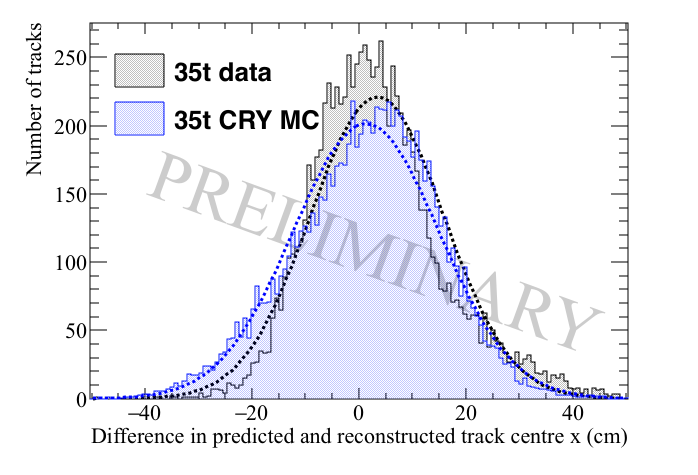 Number of tracks
250
200
150
100
50
0
35t data
35t CRY MC
PRELIMINARY
−40 −20 0 20 40
Difference in predicted and reconstructed track centre x (cm)